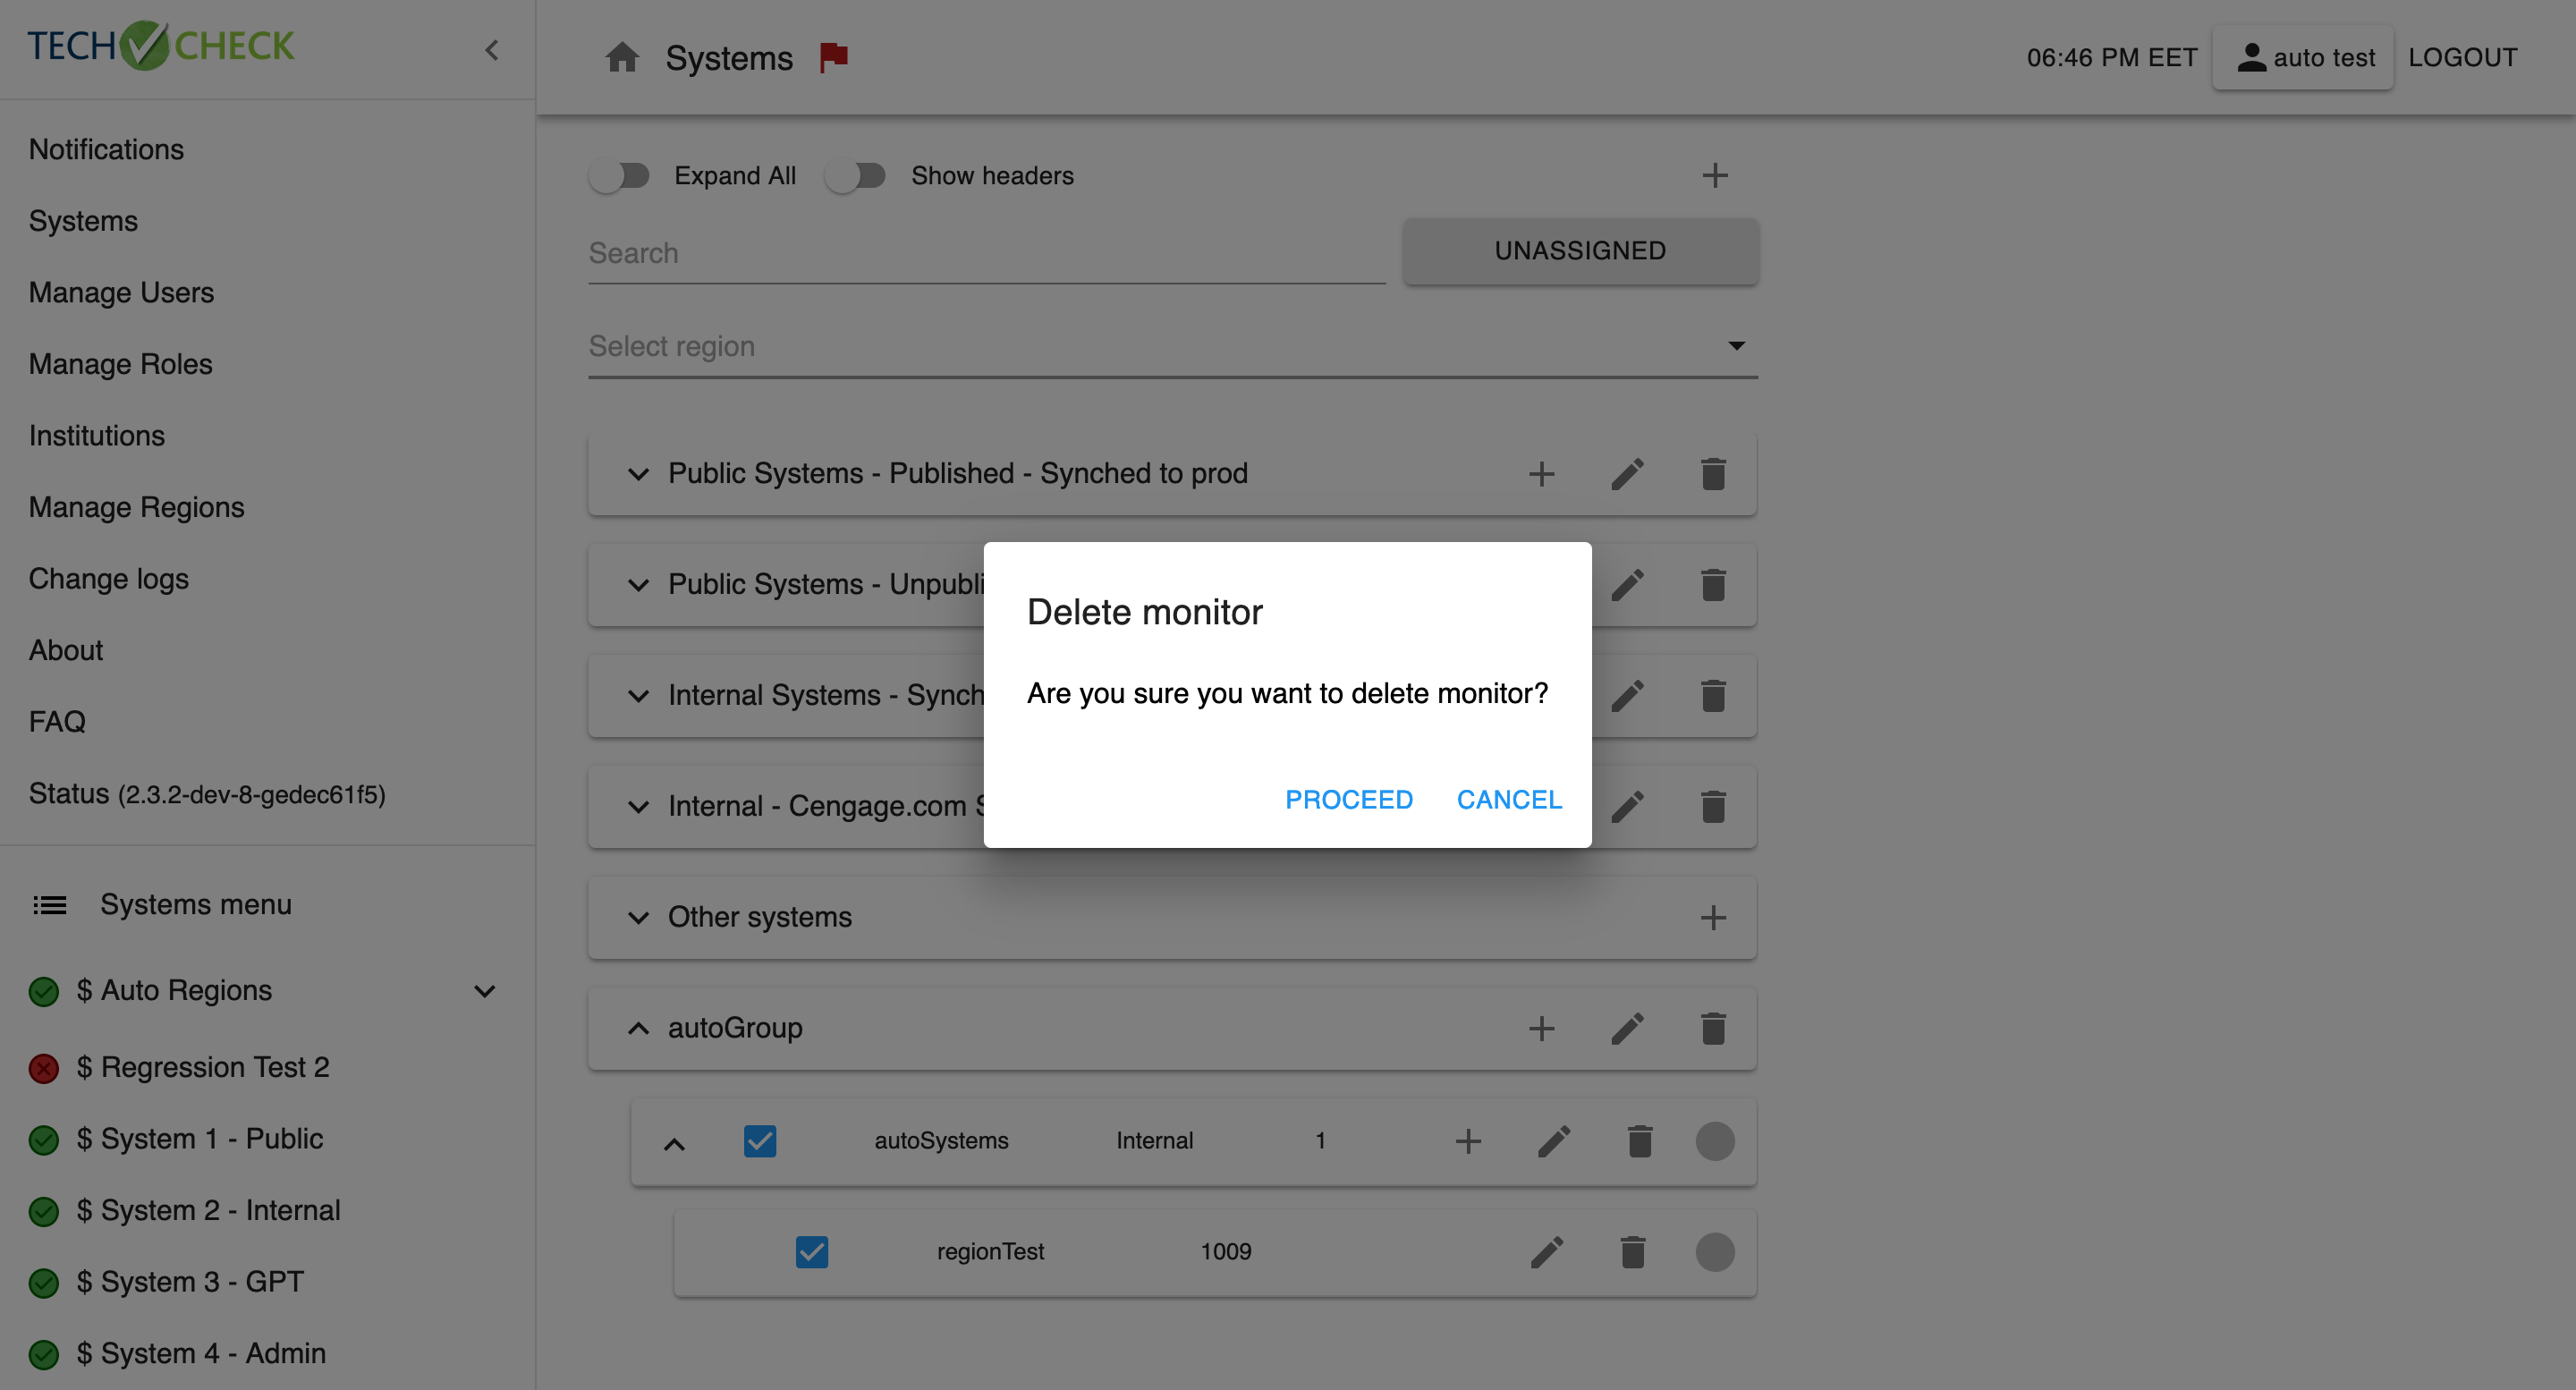 TECH CHECK
Notifications
Systems
Manage Users
Manage Roles
Institutions
Manage Regions
Change logs
About
FAQ
Status (2.3.2-dev-8-gedec61f5)
Systems menu
$ Auto Regions
$ Regression Test 2
$ System 1 - Public
$ System 2 - Internal
$ System 3 - GPT
$ System 4 - Admin
Systems
06:46 PM EET auto test LOGOUT
Expand All Show headers
Search
UNASSIGNED
Select region
Public Systems - Published - Synched to prod
Public Systems - Unpubli
Internal Systems - Synch
Internal - Cengage.com
Other systems
autoGroup
autoSystems Internal 1
regionTest 1009
Delete monitor
Are you sure you want to delete monitor?
PROCEED CANCEL